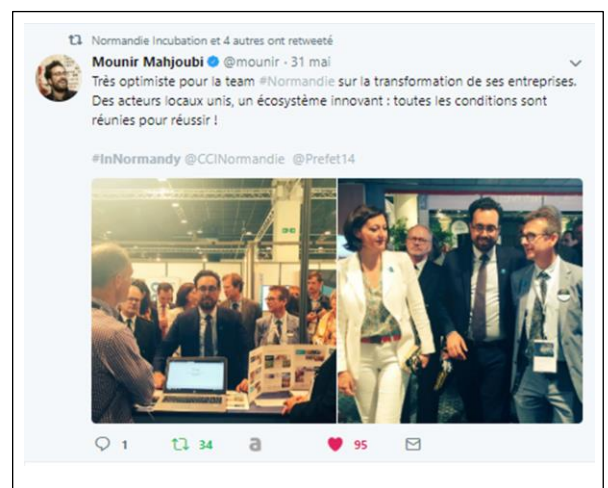 Normandie Incubation et 4 autres ont retweeté
Mounir Mahjoubi @mounir · 31 mai
Très optimiste pour la team #Normandie sur la transformation de ses entreprises.
Des acteurs locaux unis, un écosystème innovant : toutes les conditions sont
réunies pour réussir !
#InNormandy @CCINormandie @Prefet14
1 34 a 95